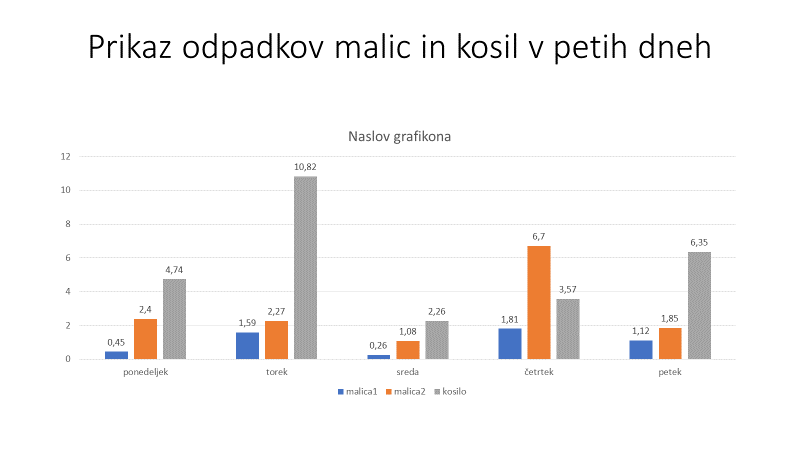 Prikaz odpadkov malic in kosil v petih dneh
Naslov grafikona
12
10
8
6
4
2
0
0,45
2,4
4,74
1,59
2,27
10,82
0,26
1,08
2,26
1,81
6,7
3,57
1,12
1,85
6,35
ponedeljek
torek
sreda
četrtek
petek
malica1 malica2 kosilo